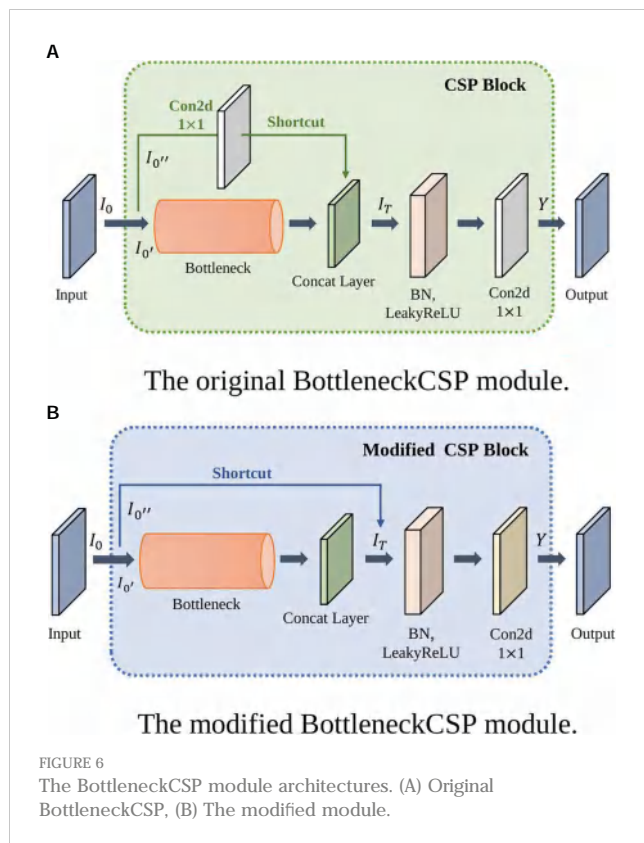 A
CSP Block
Con2d
1×1
Shortcut
I₀''
I₀
I_T
Y
I₀'
Bottleneck
Input
Concat Layer
BN,
LeakyReLU
Con2d
1×1
Output
The original BottleneckCSP module.
B
Modified CSP Block
Shortcut
I₀''
I₀
I_T
Y
I₀'
Bottleneck
Input
Concat Layer
BN,
LeakyReLU
Con2d
1×1
Output
The modified BottleneckCSP module.
FIGURE 6
The BottleneckCSP module architectures. (A) Original
BottleneckCSP, (B) The modified module.